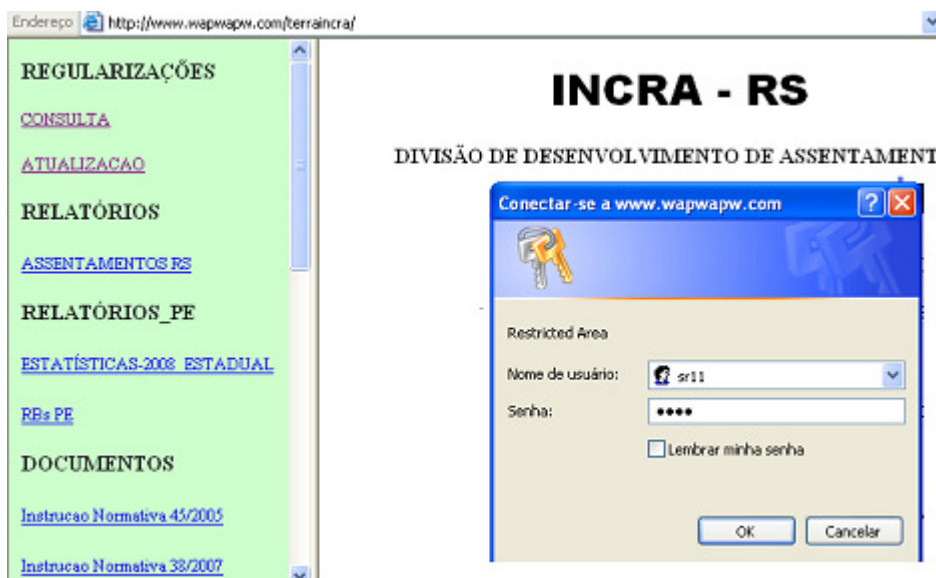 Endereço http://www.wapwapw.com/terraincra/
REGULARIZAÇÕES
CONSULTA
ATUALIZACAO
RELATÓRIOS
ASSENTAMENTOS RS
RELATÓRIOS_PE
ESTATÍSTICAS-2008_ESTADUAL
RBs PE
DOCUMENTOS
Instrucao Normativa 45/2005
Instrucao Normativa 38/2007
INCRA - RS
DIVISÃO DE DESENVOLVIMENTO DE ASSENTAMENT
Conectar-se a www.wapwapw.com
Restricted Area
Nome de usuário: sr11
Senha: ••••
Lembrar minha senha
OK Cancelar